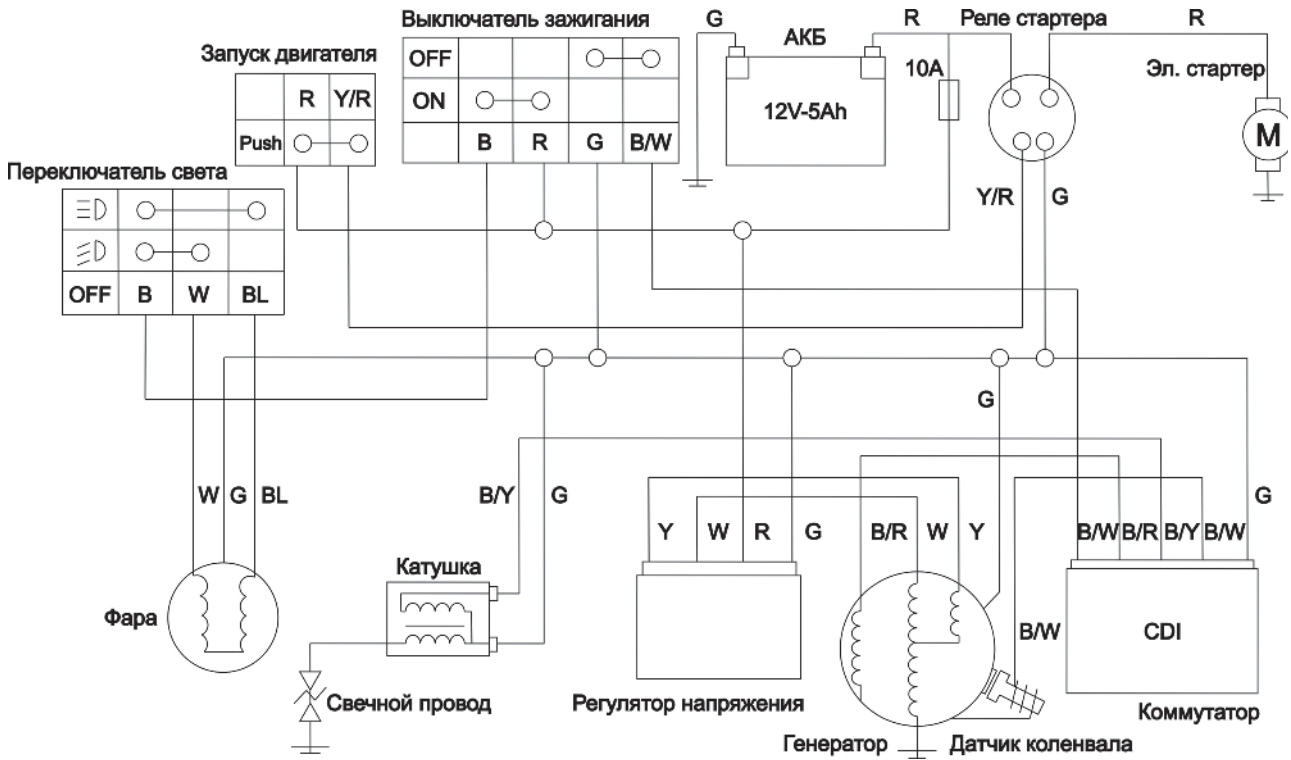 Выключатель зажигания
G
R
Реле стартера
R
Запуск двигателя
OFF
ON
B R G B/W
АКБ
12V-5Ah
10A
Эл. стартер
M
R Y/R
Push
Переключатель света
OFF B W BL
Y/R G
G
W G BL
B/Y G
Y W R G
B/R W Y
B/W B/R B/Y B/W
G
Катушка
Фара
B/W
CDI
Свечной провод
Регулятор напряжения
Коммутатор
Генератор
Датчик коленвала